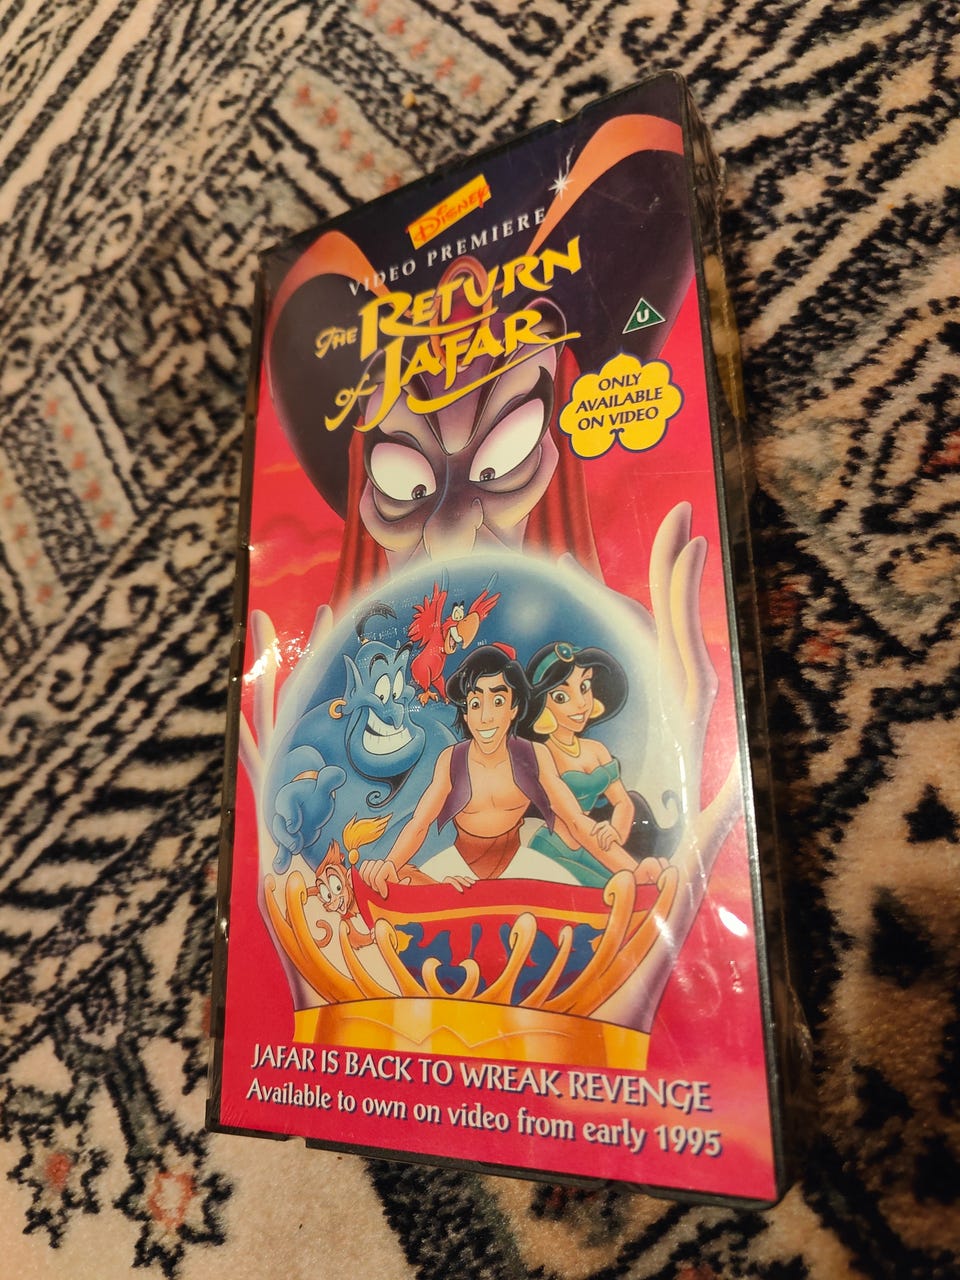 DISNEY
VIDEO PREMIERE
THE RETURN
OF JAFAR
U
ONLY
AVAILABLE
ON VIDEO
JAFAR IS BACK TO WREAK REVENGE
Available to own on video from early 1995